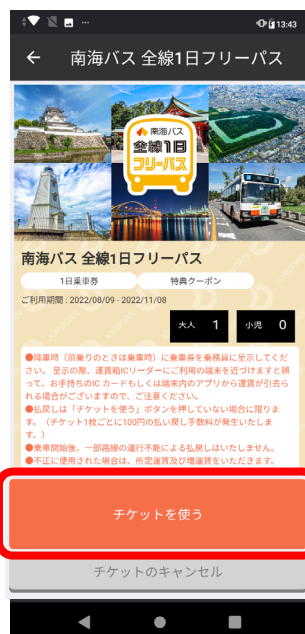 13:43
南海バス 全線1日フリーパス
南海バス
全線1日
フリーパス
南海バス 全線1日フリーパス
1日乗車券 特典クーポン
ご利用期間 : 2022/08/09 - 2022/11/08
大人 1 小児 0
●降車時（前乗りのときは乗車時）に乗車券を乗務員に呈示してくだ
さい。呈示の際、運賃箱ICリーダーにご利用の端末を近づけますと誤
って、お手持ちのIC カードもしくは端末内のアプリから運賃が引去ら
れる場合がございますので、ご注意ください。
●払戻しは「チケットを使う」ボタンを押していない場合に限りま
す。（チケット1枚ごとに100円の払い戻し手数料が発生いたしま
す。）
●乗車開始後、一部路線の運行不能による払戻しはいたしません。
●不正に使用された場合は、所定運賃及び増運賃をいただきます。
チケットを使う
チケットのキャンセル